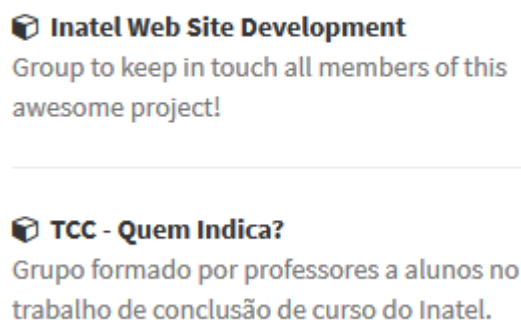 Inatel Web Site Development
Group to keep in touch all members of this
awesome project!
TCC - Quem Indica?
Grupo formado por professores a alunos no
trabalho de conclusão de curso do Inatel.